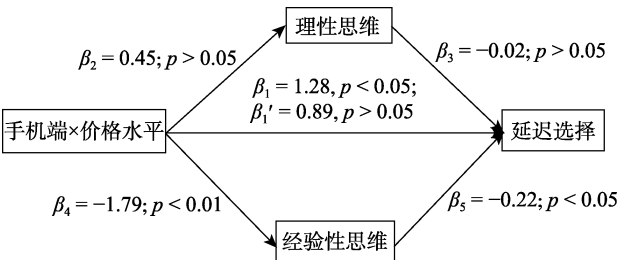 理性思维
β2 = 0.45; p > 0.05
β3 = −0.02; p > 0.05
β1 = 1.28, p < 0.05;
β1′ = 0.89, p > 0.05
手机端×价格水平
延迟选择
β4 = −1.79; p < 0.01
β5 = −0.22; p < 0.05
经验性思维